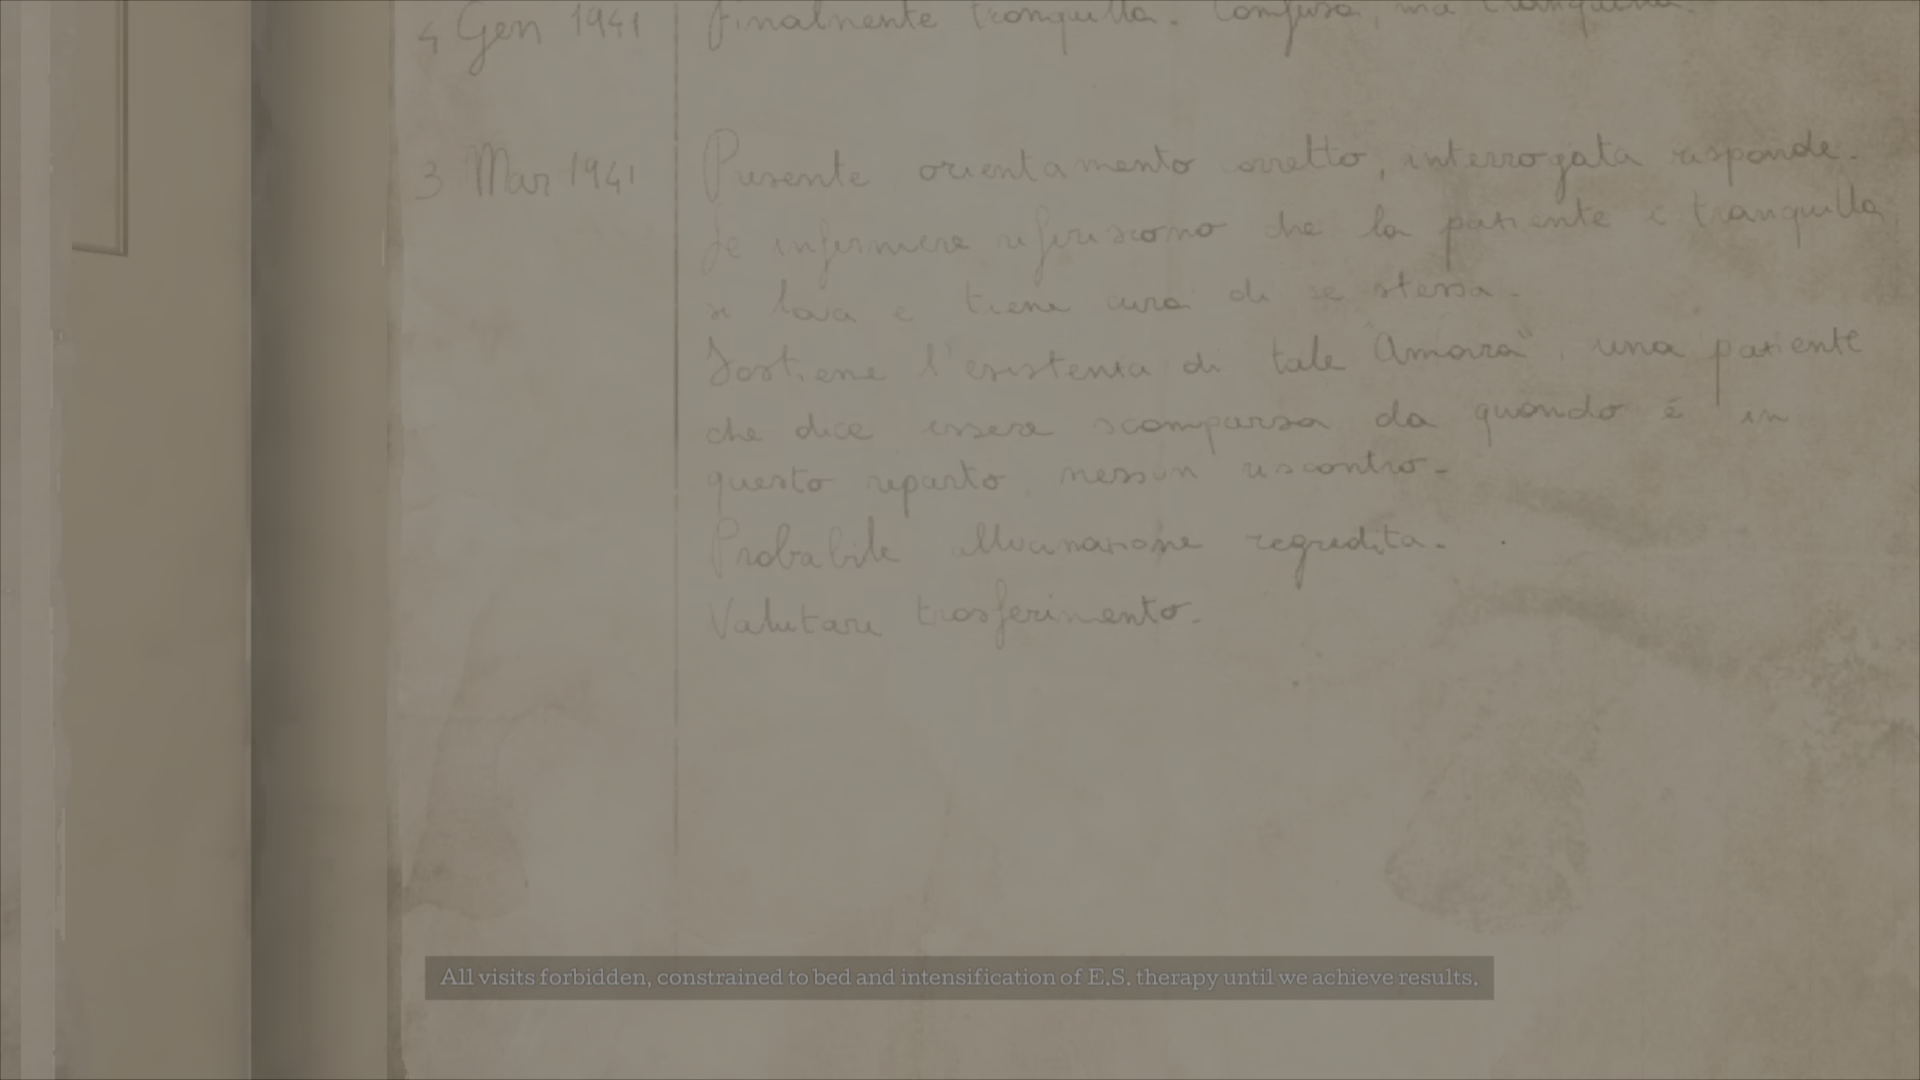 4 Gen 1941 finalmente tranquilla. Confusa, ma tranquilla.
3 Mar 1941 Presente orientamento corretto, interrogata risponde.
Le infermiere riferiscono che la paziente è tranquilla
si lava e tiene cura di se stessa.
Sostiene l'esistenza di tale "Amara", una paziente
che dice essere scomparsa da quando é in
questo reparto, nessun riscontro.
Probabile allucinazione regredita.
Valutare trasferimento.
All visits forbidden, constrained to bed and intensification of E.S. therapy until we achieve results.